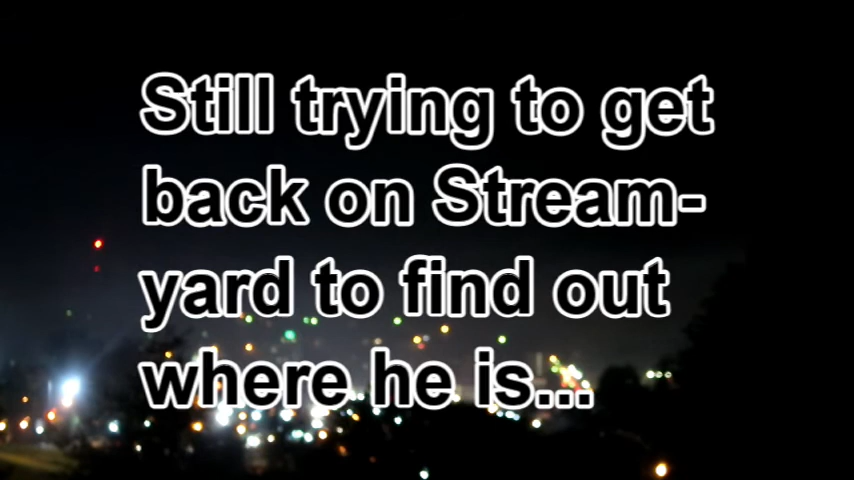 Still trying to get
back on Stream-
yard to find out
where he is...